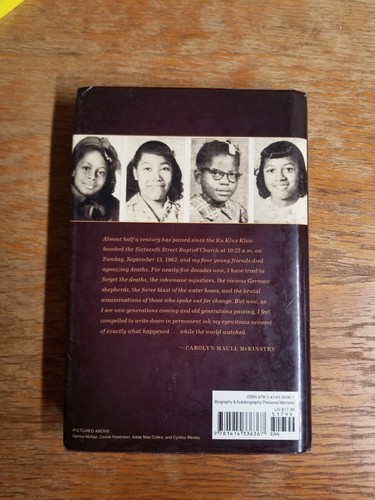 Almost half a century has passed since the Ku Klux Klan
bombed the Sixteenth Street Baptist Church at 10:22 a.m. on
Sunday, September 15, 1963, and my four young friends died
agonizing deaths. For nearly five decades now, I have tried to
forget the deaths, the inhumane injustices, the vicious German
shepherds, the fierce blast of the water hoses, and the brutal
assassinations of those who spoke out for change. But now, as
I see new generations coming and old generations passing, I feel
compelled to write down in permanent ink my eyewitness account
of exactly what happened . . . while the world watched.
—CAROLYN MAULL McKINSTRY
ISBN 978-1-4143-3636-7
Biography & Autobiography/Personal Memoirs
US $17.99
51799
9 781414 336367
EAN
PICTURED ABOVE:
Denise McNair, Carole Robertson, Addie Mae Collins, and Cynthia Wesley